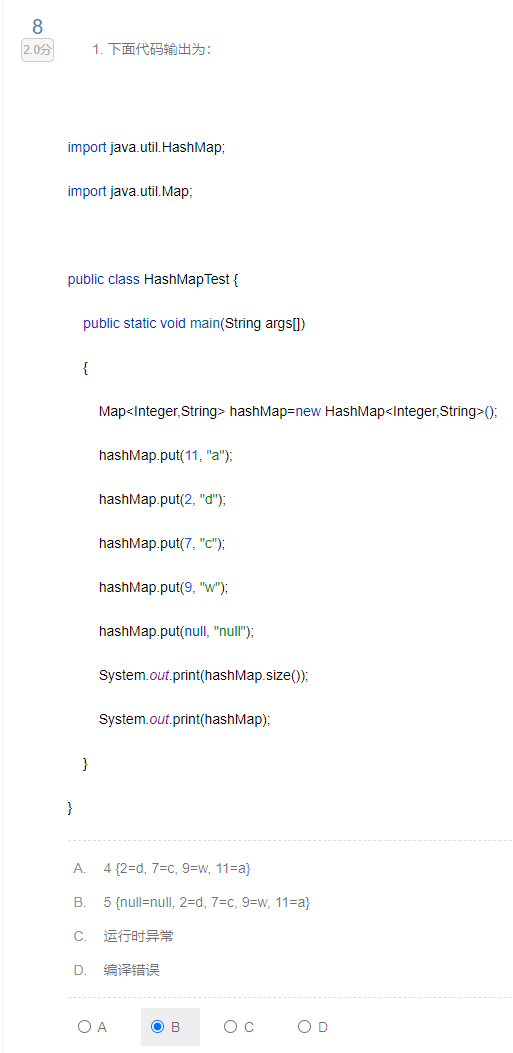 8
2.0分
1. 下面代码输出为：
import java.util.HashMap;
import java.util.Map;
public class HashMapTest {
public static void main(String args[])
{
Map<Integer,String> hashMap=new HashMap<Integer,String>();
hashMap.put(11, "a");
hashMap.put(2, "d");
hashMap.put(7, "c");
hashMap.put(9, "w");
hashMap.put(null, "null");
System.out.print(hashMap.size());
System.out.print(hashMap);
}
}
A. 4 {2=d, 7=c, 9=w, 11=a}
B. 5 {null=null, 2=d, 7=c, 9=w, 11=a}
C. 运行时异常
D. 编译错误
A B C D